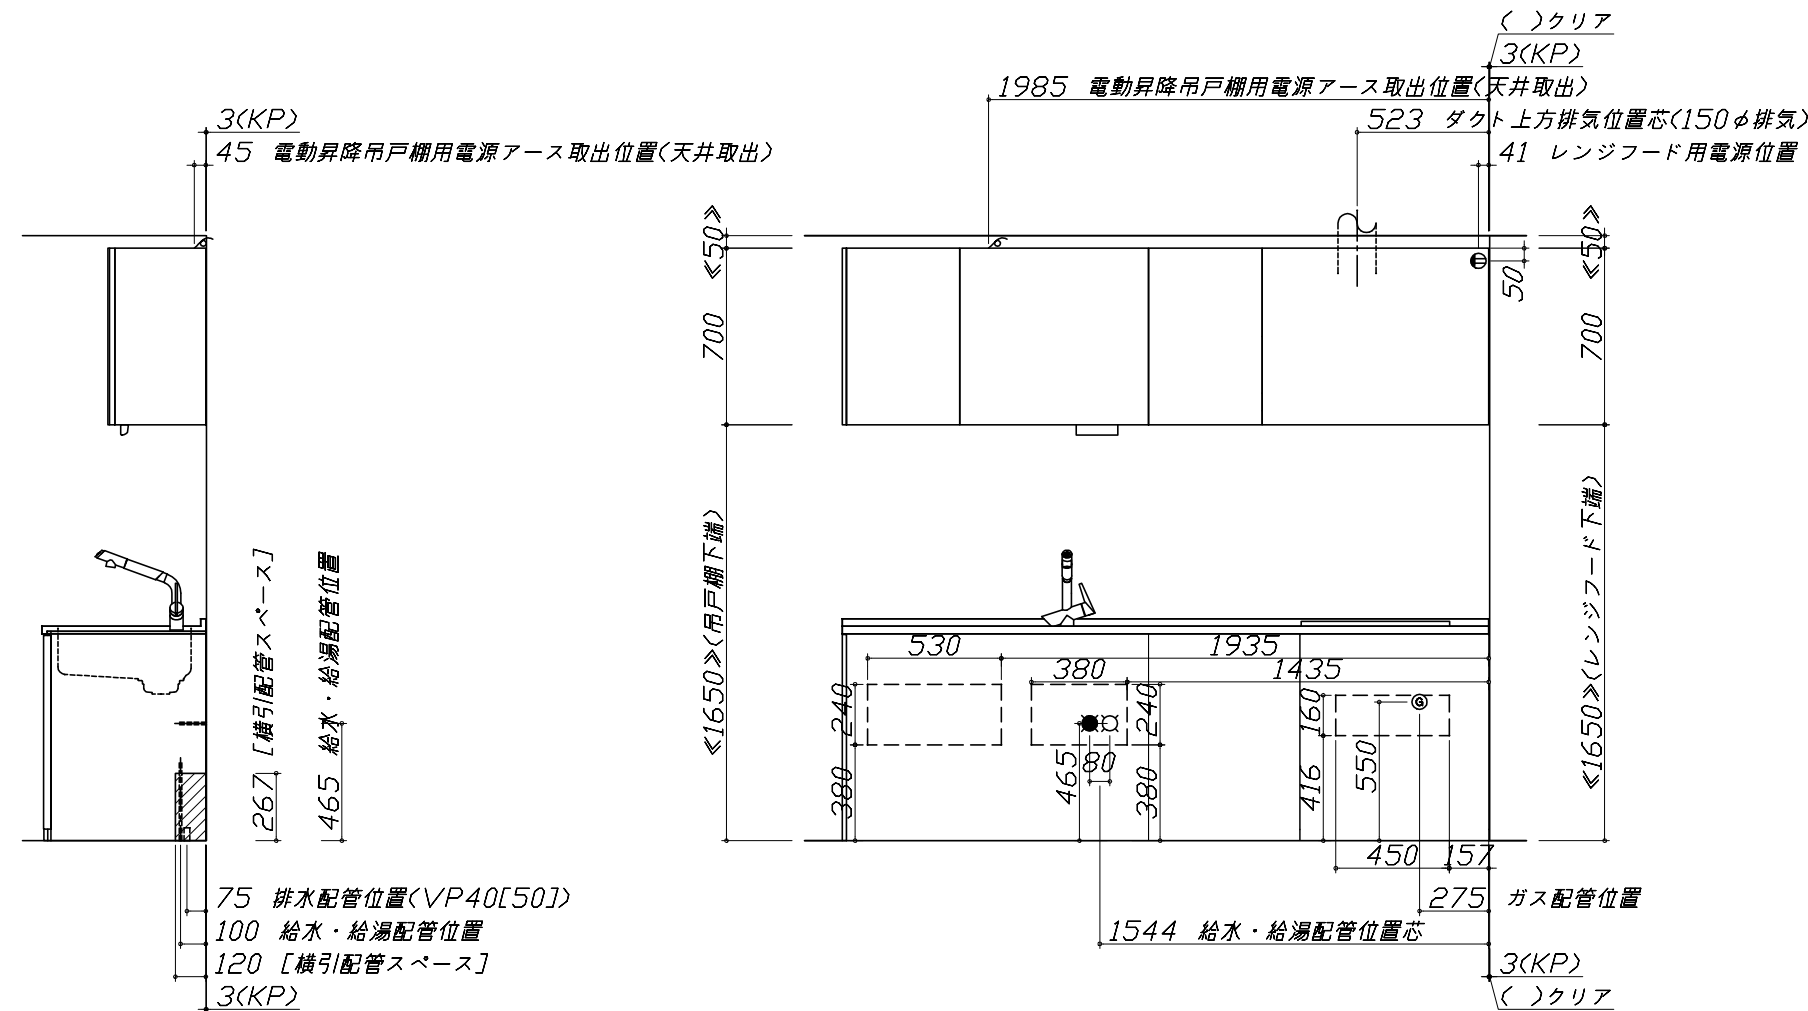 ( )クリア
3(KP)
1985 電動昇降吊戸棚用電源アース取出位置(天井取出)
3(KP)
523 ダクト上方排気位置芯(150φ排気)
45 電動昇降吊戸棚用電源アース取出位置(天井取出)
41 レンジフード用電源位置
≪50≫
≪50≫
50
700
700
≪1650≫(吊戸棚下端)
≪1650≫(レンジフード下端)
267 [横引配管スペース]
465 給水・給湯配管位置
530
1935
380
1435
240
240
160
G
465
80
550
380
380
416
450
157
75 排水配管位置(VP40[50])
275 ガス配管位置
100 給水・給湯配管位置
1544 給水・給湯配管位置芯
120 [横引配管スペース]
3(KP)
3(KP)
( )クリア